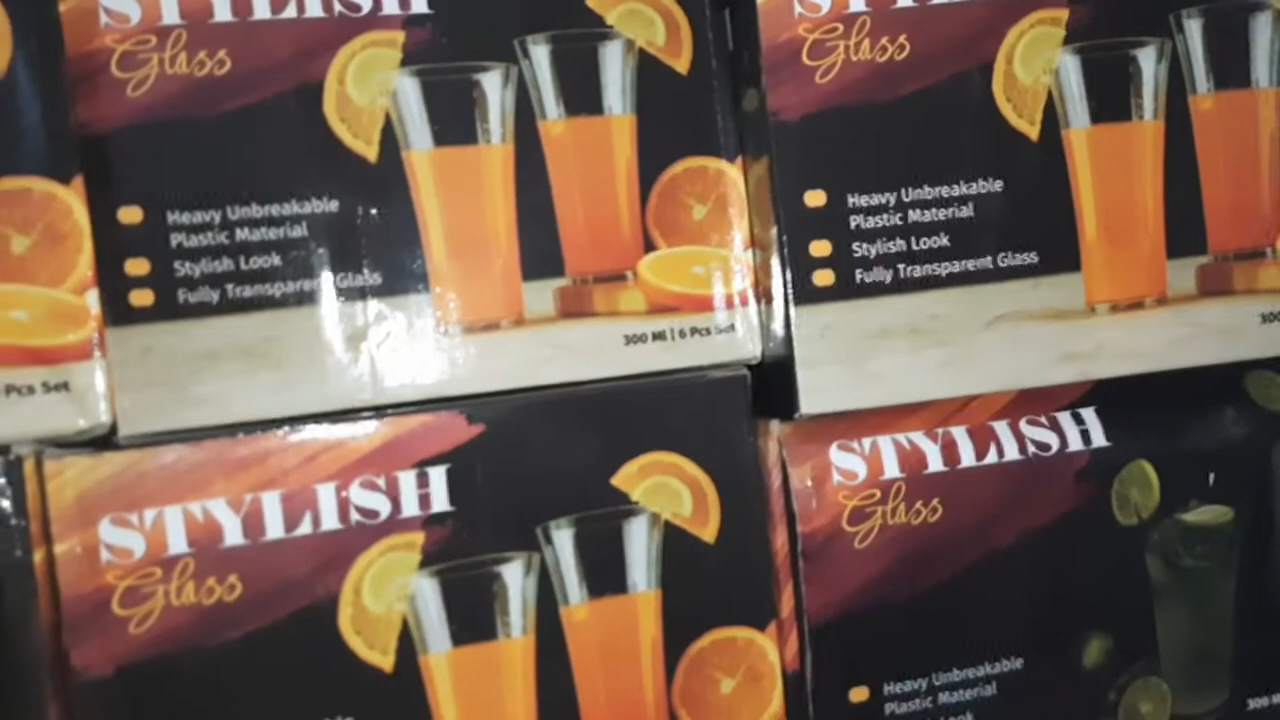 STYLISH
Glass
Heavy Unbreakable
Plastic Material
Stylish Look
Fully Transparent Glass
300 Ml | 6 Pcs Set
STYLISH
Glass
Heavy Unbreakable
Plastic Material
Stylish Look
Fully Transparent Glass
300
Pcs Set
STYLISH
Glass
STYLISH
Glass
Heavy Unbreakable
Plastic Material
Look
300